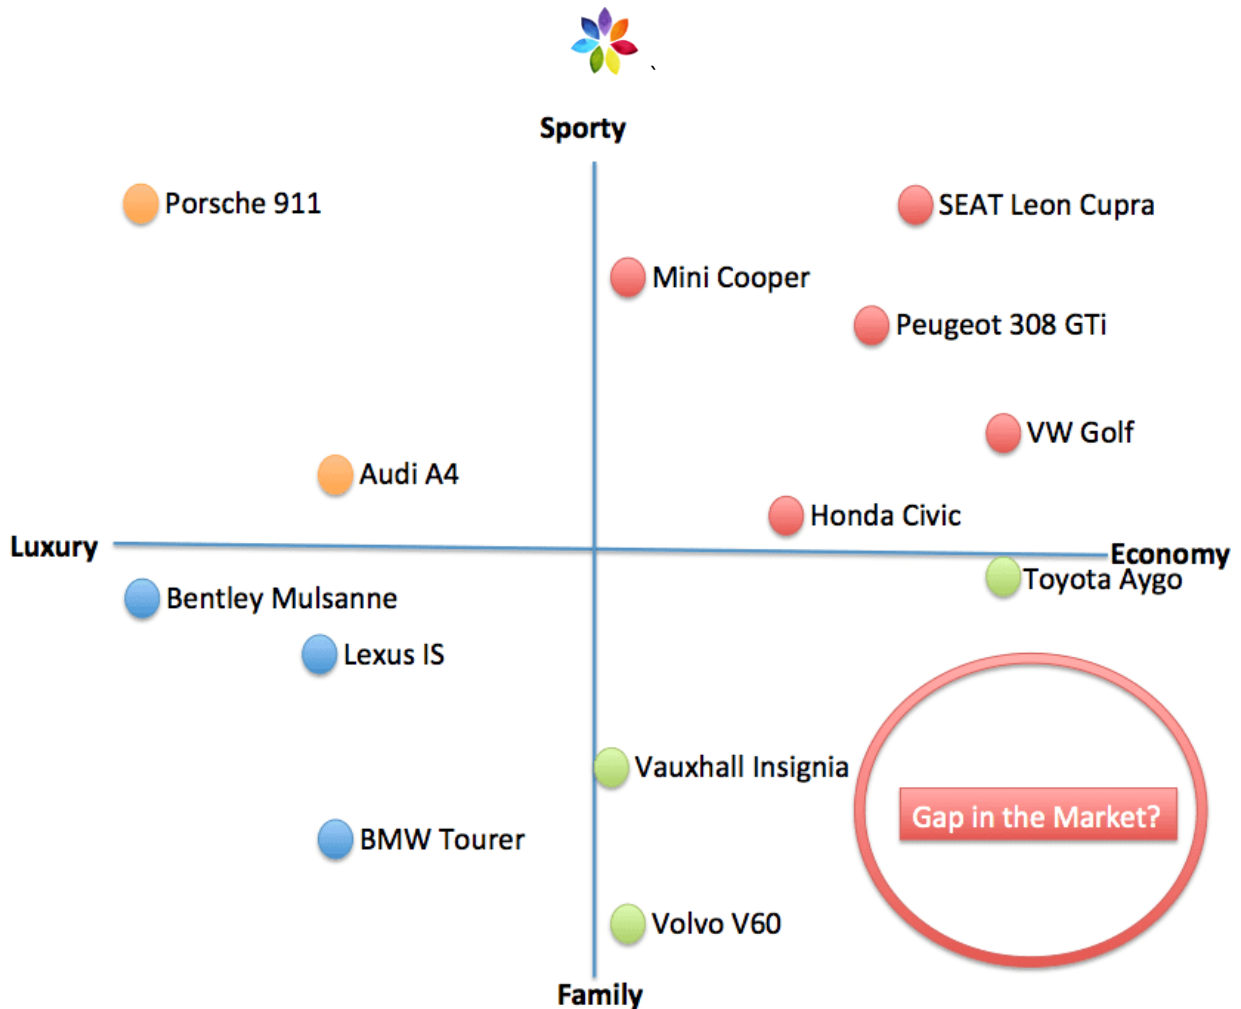 `
Sporty
Porsche 911
SEAT Leon Cupra
Mini Cooper
Peugeot 308 GTi
VW Golf
Audi A4
Honda Civic
Luxury
Economy
Toyota Aygo
Bentley Mulsanne
Lexus IS
Vauxhall Insignia
Gap in the Market?
BMW Tourer
Volvo V60
Family